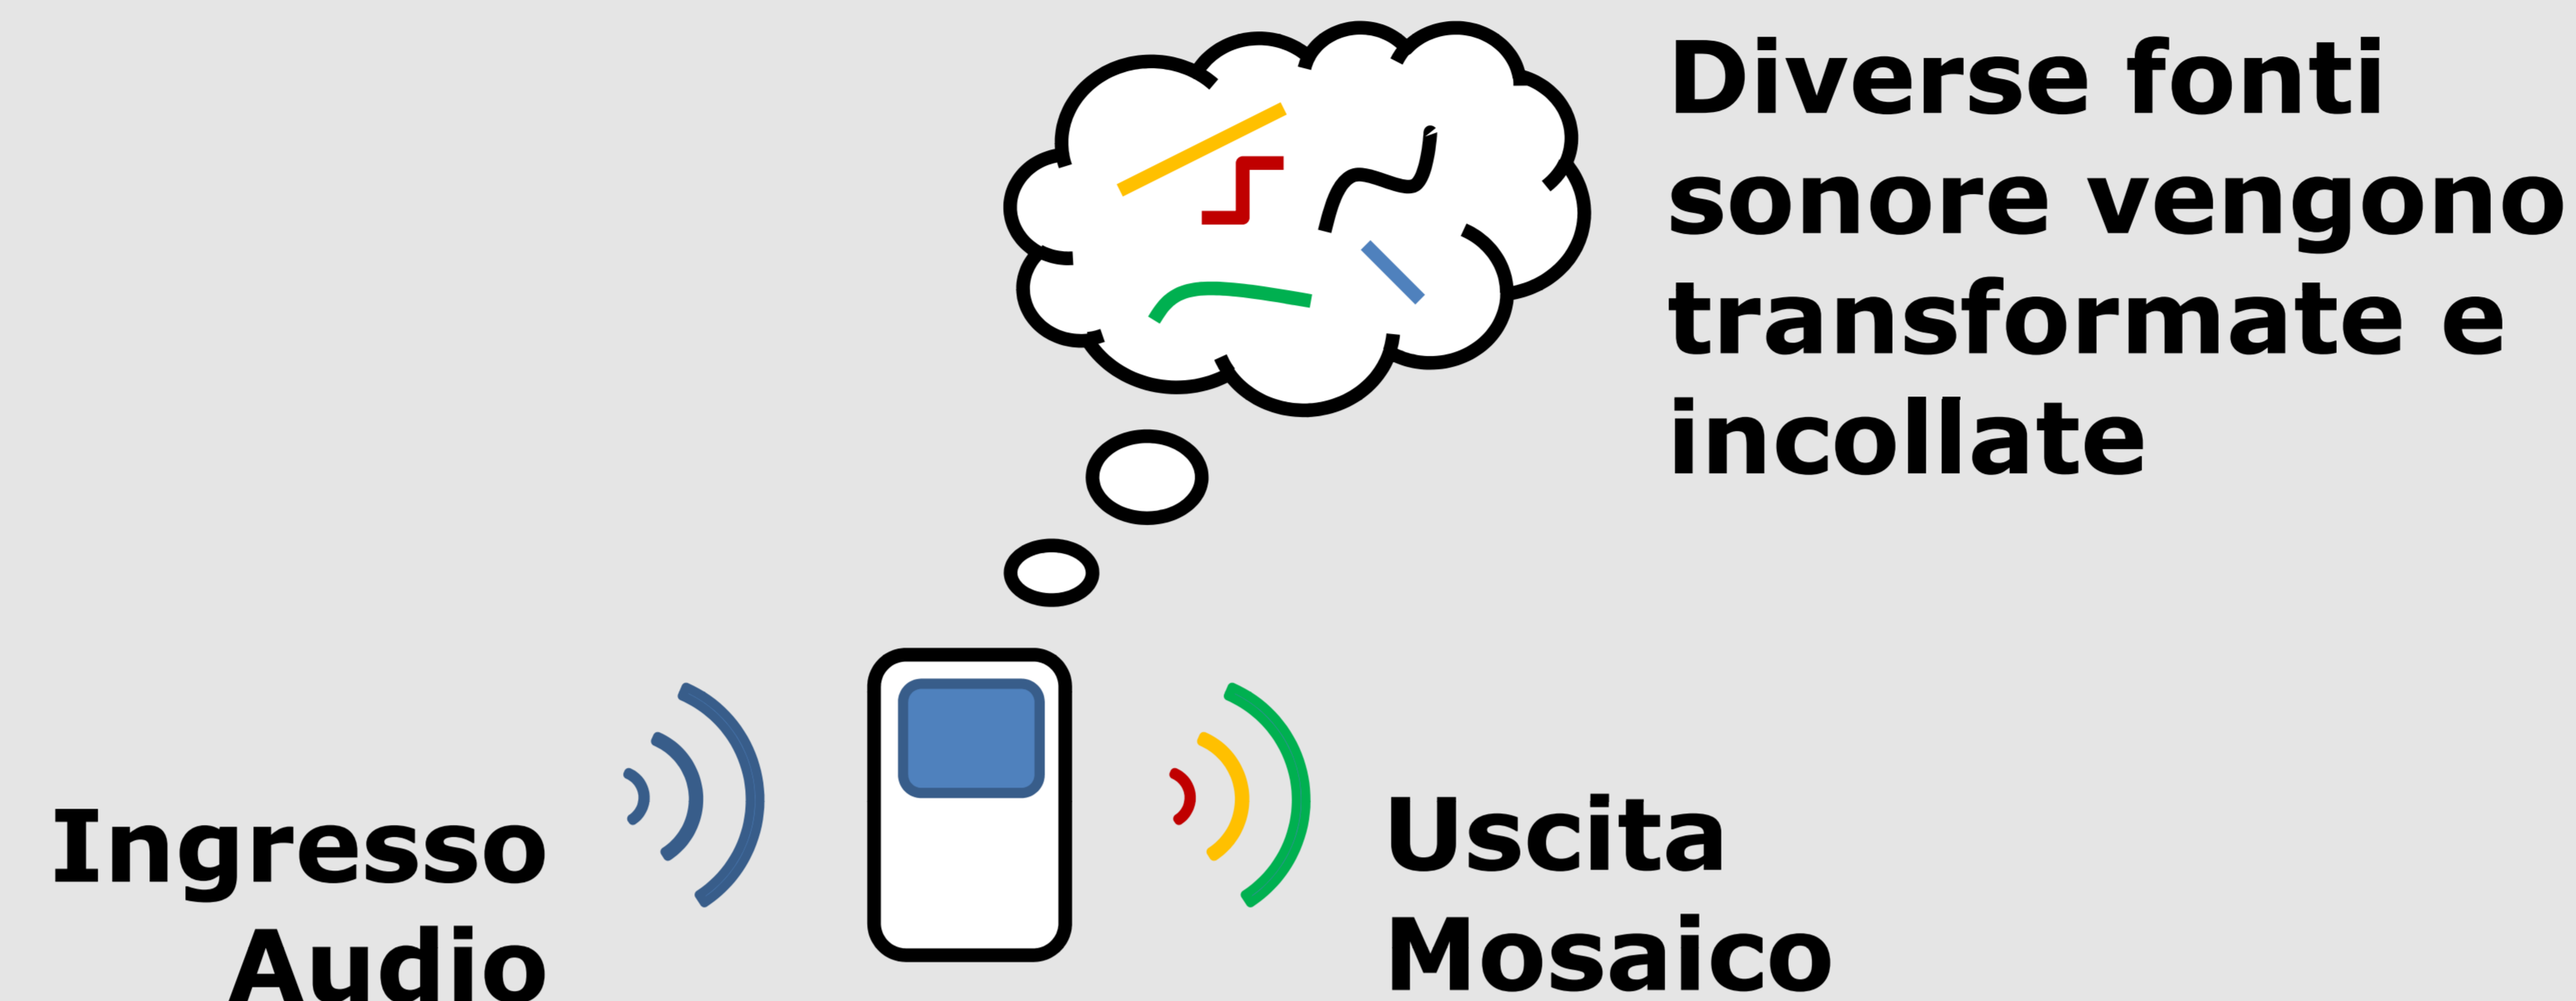 Diverse fonti
sonore vengono
transformate e
incollate
Ingresso
Audio
Uscita
Mosaico